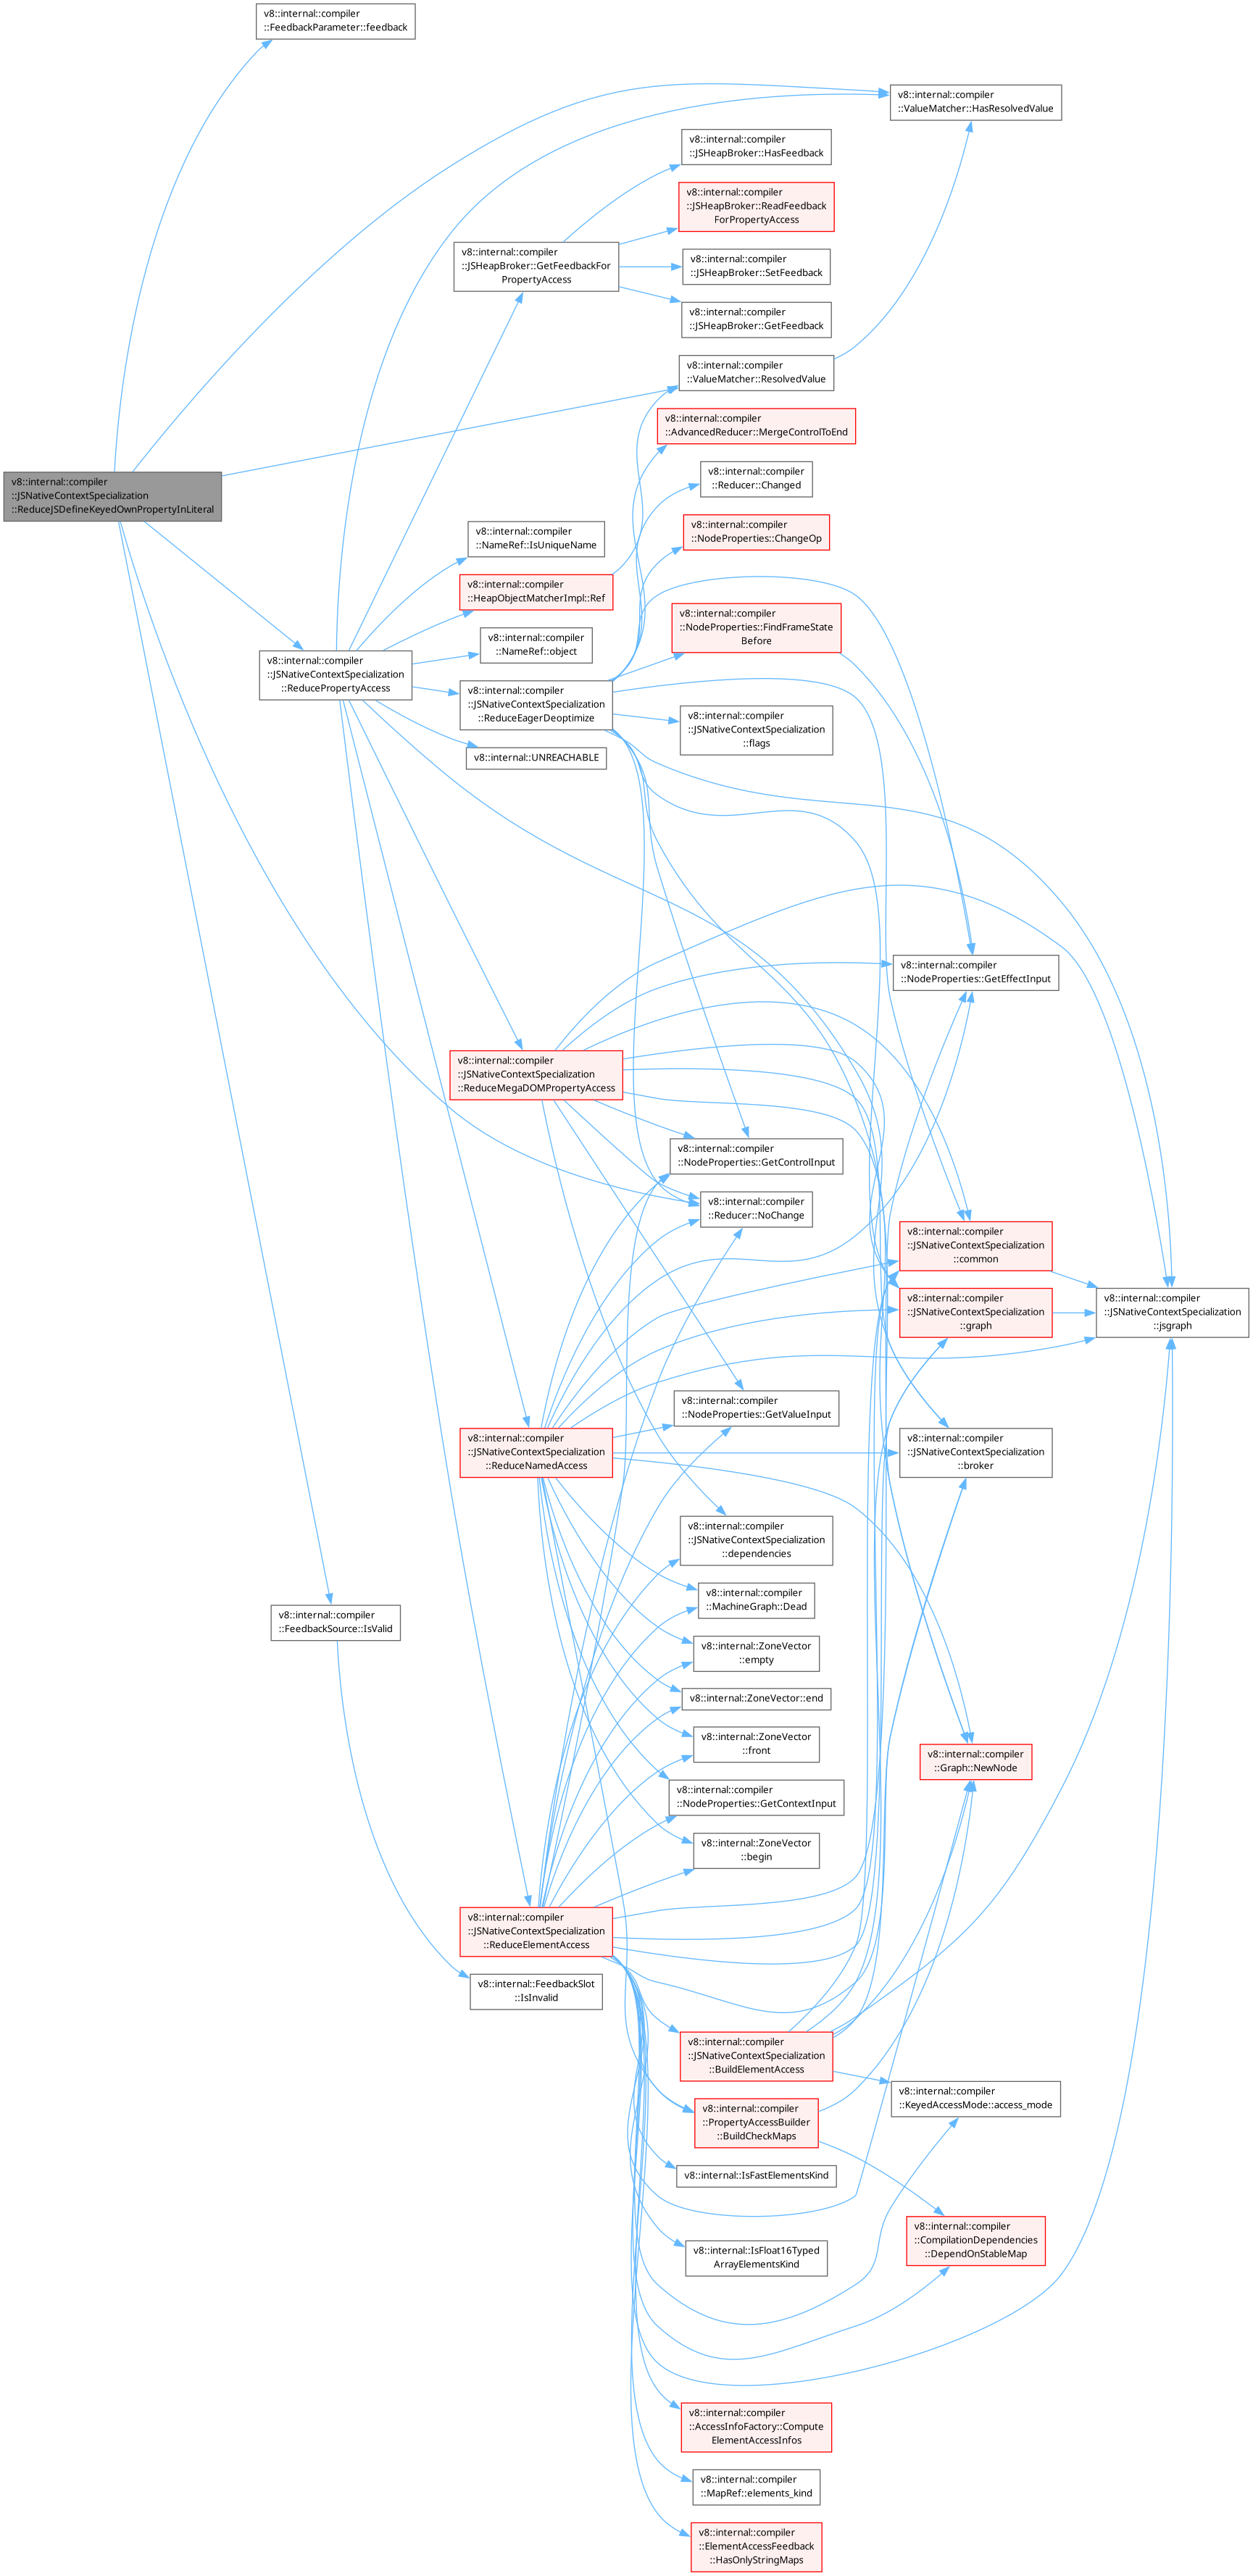 v8::internal::compiler
::FeedbackParameter::feedback
v8::internal::compiler
::ValueMatcher::HasResolvedValue
v8::internal::compiler
::JSHeapBroker::HasFeedback
v8::internal::compiler
::JSHeapBroker::ReadFeedback
ForPropertyAccess
v8::internal::compiler
::JSHeapBroker::GetFeedbackFor
PropertyAccess
v8::internal::compiler
::JSHeapBroker::SetFeedback
v8::internal::compiler
::JSHeapBroker::GetFeedback
v8::internal::compiler
::ValueMatcher::ResolvedValue
v8::internal::compiler
::AdvancedReducer::MergeControlToEnd
v8::internal::compiler
::Reducer::Changed
v8::internal::compiler
::JSNativeContextSpecialization
::ReduceJSDefineKeyedOwnPropertyInLiteral
v8::internal::compiler
::NameRef::IsUniqueName
v8::internal::compiler
::NodeProperties::ChangeOp
v8::internal::compiler
::HeapObjectMatcherImpl::Ref
v8::internal::compiler
::NodeProperties::FindFrameState
Before
v8::internal::compiler
::NameRef::object
v8::internal::compiler
::JSNativeContextSpecialization
::ReducePropertyAccess
v8::internal::compiler
::JSNativeContextSpecialization
::ReduceEagerDeoptimize
v8::internal::compiler
::JSNativeContextSpecialization
::flags
v8::internal::UNREACHABLE
v8::internal::compiler
::NodeProperties::GetEffectInput
v8::internal::compiler
::JSNativeContextSpecialization
::ReduceMegaDOMPropertyAccess
v8::internal::compiler
::NodeProperties::GetControlInput
v8::internal::compiler
::Reducer::NoChange
v8::internal::compiler
::JSNativeContextSpecialization
::common
v8::internal::compiler
::JSNativeContextSpecialization
::graph
v8::internal::compiler
::JSNativeContextSpecialization
::jsgraph
v8::internal::compiler
::NodeProperties::GetValueInput
v8::internal::compiler
::JSNativeContextSpecialization
::ReduceNamedAccess
v8::internal::compiler
::JSNativeContextSpecialization
::broker
v8::internal::compiler
::JSNativeContextSpecialization
::dependencies
v8::internal::compiler
::MachineGraph::Dead
v8::internal::compiler
::FeedbackSource::IsValid
v8::internal::ZoneVector
::empty
v8::internal::ZoneVector::end
v8::internal::ZoneVector
::front
v8::internal::compiler
::Graph::NewNode
v8::internal::compiler
::NodeProperties::GetContextInput
v8::internal::ZoneVector
::begin
v8::internal::compiler
::JSNativeContextSpecialization
::ReduceElementAccess
v8::internal::FeedbackSlot
::IsInvalid
v8::internal::compiler
::JSNativeContextSpecialization
::BuildElementAccess
v8::internal::compiler
::KeyedAccessMode::access_mode
v8::internal::compiler
::PropertyAccessBuilder
::BuildCheckMaps
v8::internal::IsFastElementsKind
v8::internal::compiler
::CompilationDependencies
::DependOnStableMap
v8::internal::IsFloat16Typed
ArrayElementsKind
v8::internal::compiler
::AccessInfoFactory::Compute
ElementAccessInfos
v8::internal::compiler
::MapRef::elements_kind
v8::internal::compiler
::ElementAccessFeedback
::HasOnlyStringMaps